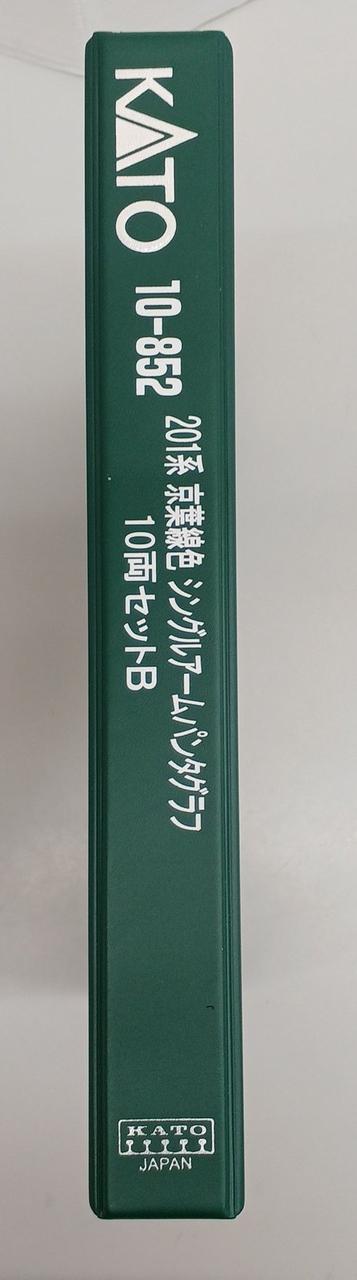 KATO
10-852
201系 京葉線色 シングルアームパンタグラフ
10両セットB
KATO
JAPAN